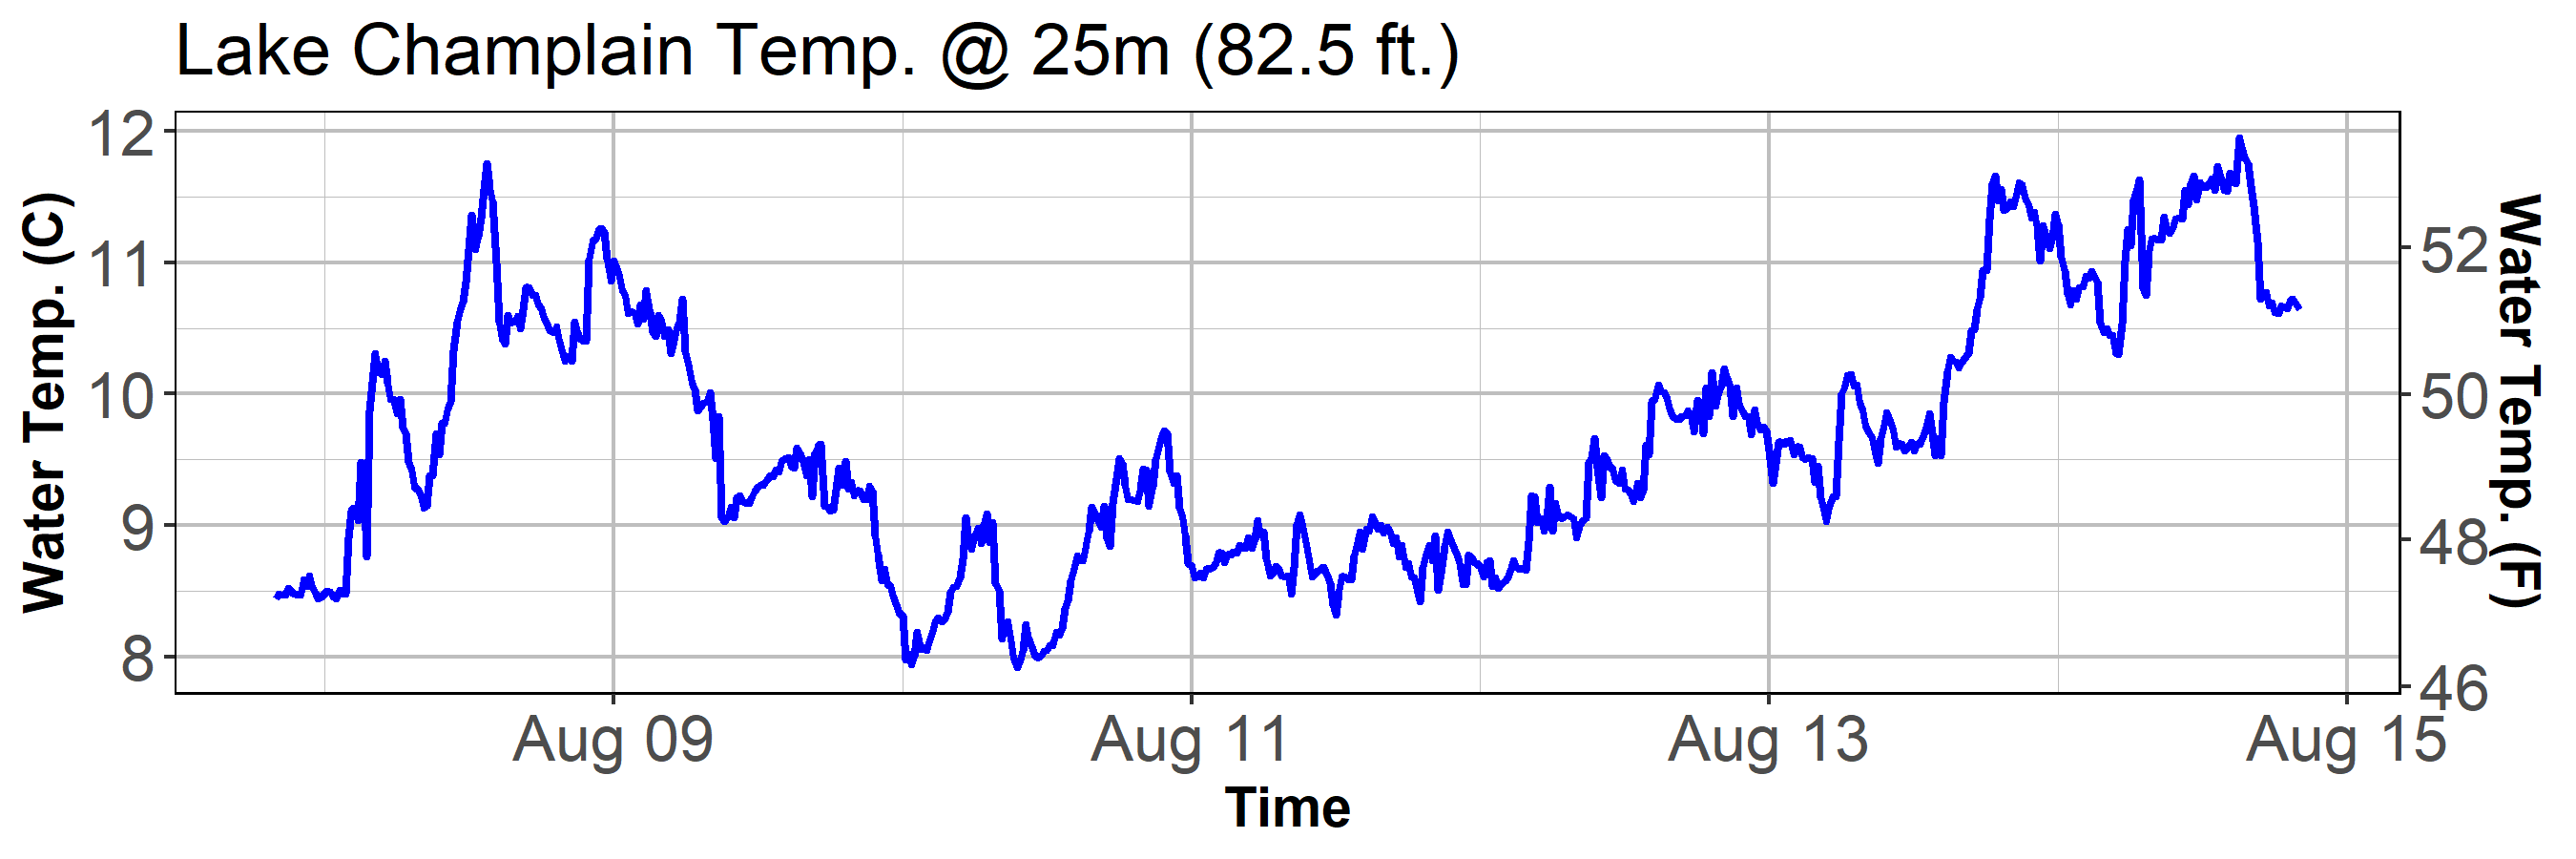 Lake Champlain Temp. @ 25m (82.5 ft.)
Water Temp. (C)
12
11
10
9
8
52
50
48
46
Water Temp. (F)
Aug 09 Aug 11 Aug 13 Aug 15
Time